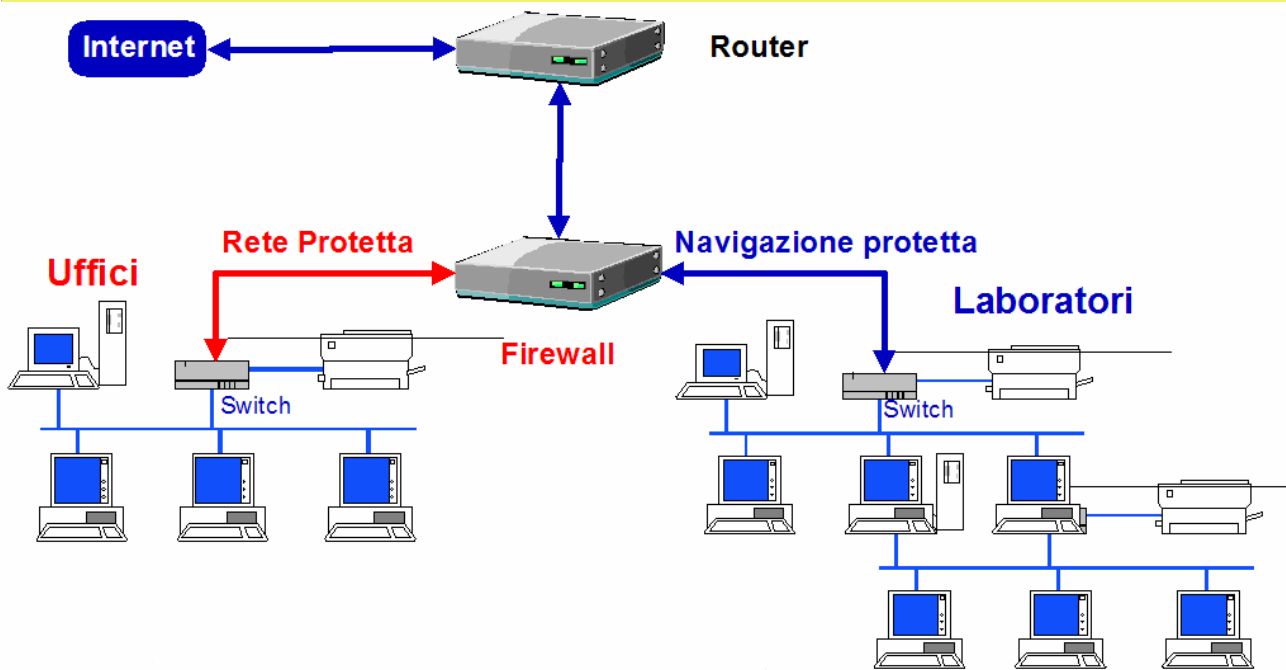 Internet
Router
Rete Protetta
Navigazione protetta
Uffici
Laboratori
Firewall
Switch
Switch